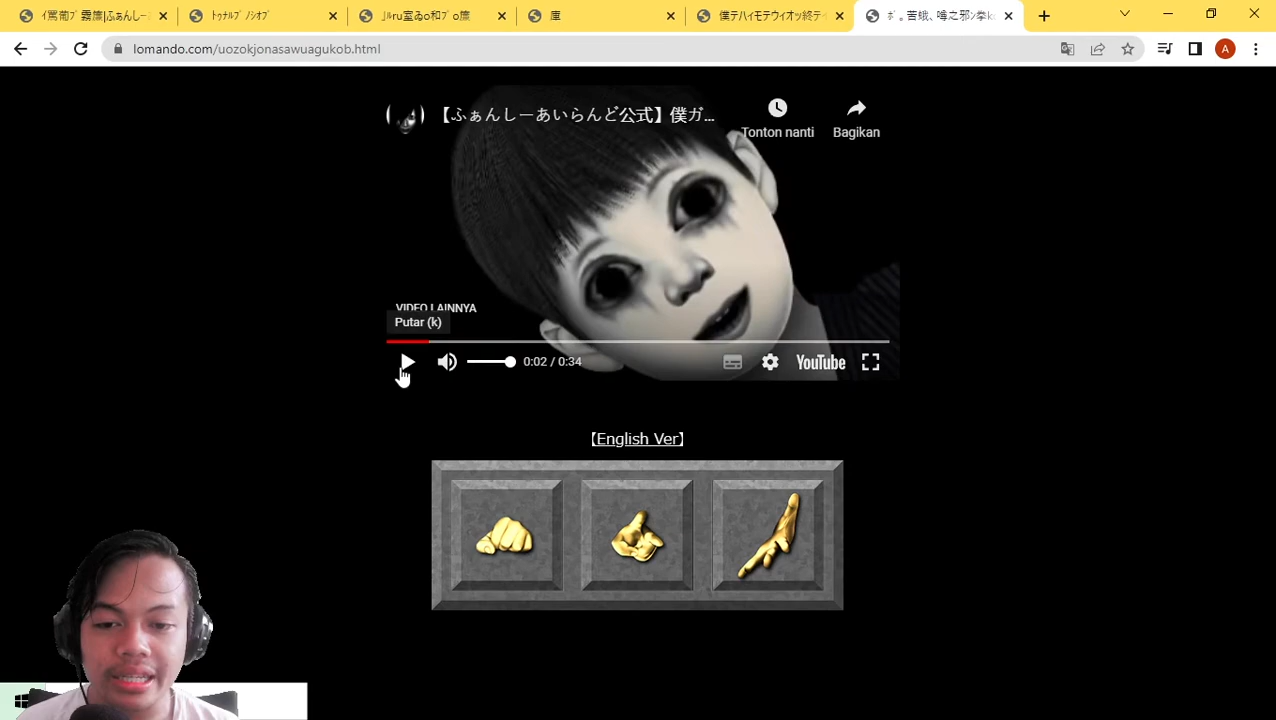 庫
lomando.com/uozokjonasawuagukob.html
A
【ふぁんしーあいらんど公式】僕ガ...
Tonton nanti
Bagikan
VIDEO LAINNYA
Putar (k)
0:02 / 0:34
YouTube
【English Ver】